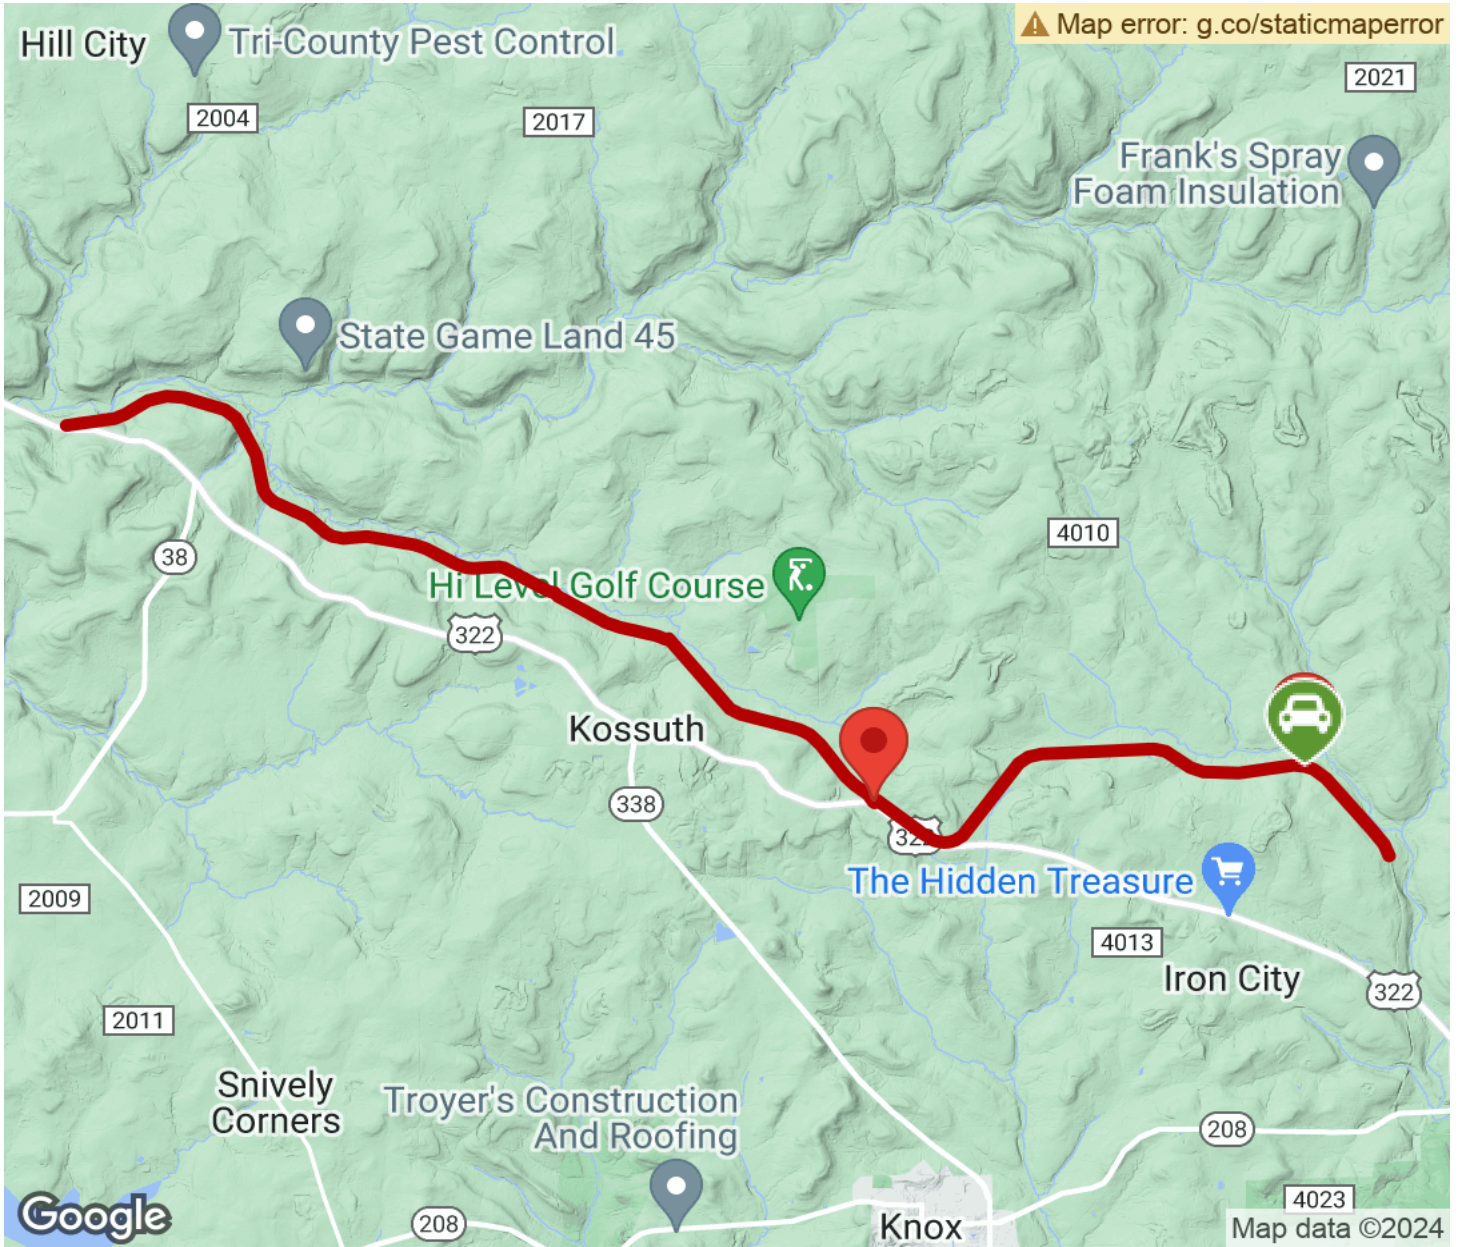 Map error: g.co/staticmaperror
Hill City
Tri-County Pest Control
2021
2004
2017
Frank's Spray
Foam Insulation
State Game Land 45
4010
38
Hi Level Golf Course
322
Kossuth
338
322
The Hidden Treasure
2009
4013
Iron City
322
2011
Snively
Corners
Troyer's Construction
And Roofing
208
4023
Google
208
Knox
Map data ©2024